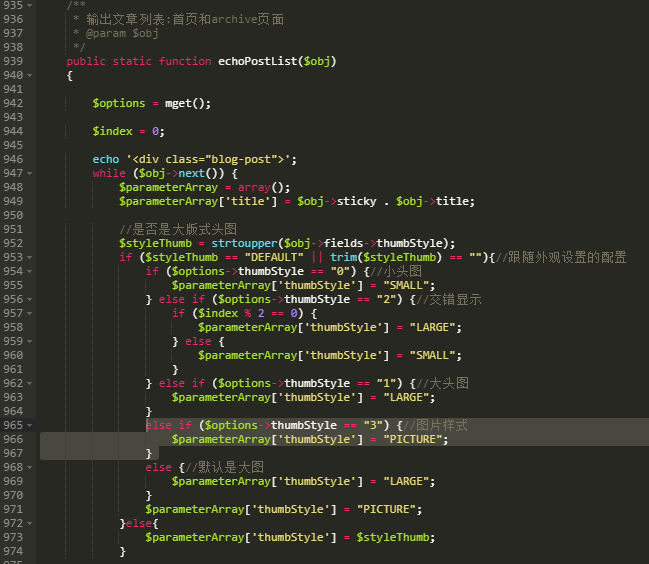 935 /**
936 * 输出文章列表:首页和archive页面
937 * @param $obj
938 */
939 public static function echoPostList($obj)
940 {
941
942 $options = mget();
943
944 $index = 0;
945
946 echo '<div class="blog-post">';
947 while ($obj->next()) {
948 $parameterArray = array();
949 $parameterArray['title'] = $obj->sticky . $obj->title;
950
951 //是否是大版式头图
952 $styleThumb = strtoupper($obj->fields->thumbStyle);
953 if ($styleThumb == "DEFAULT" || trim($styleThumb) == ""){//跟随外观设置的配置
954 if ($options->thumbStyle == "0") {//小头图
955 $parameterArray['thumbStyle'] = "SMALL";
956 } else if ($options->thumbStyle == "2") {//交错显示
957 if ($index % 2 == 0) {
958 $parameterArray['thumbStyle'] = "LARGE";
959 } else {
960 $parameterArray['thumbStyle'] = "SMALL";
961 }
962 } else if ($options->thumbStyle == "1") {//大头图
963 $parameterArray['thumbStyle'] = "LARGE";
964 }
965 else if ($options->thumbStyle == "3") {//图片样式
966 $parameterArray['thumbStyle'] = "PICTURE";
967 }
968 else {//默认是大图
969 $parameterArray['thumbStyle'] = "LARGE";
970 }
971 $parameterArray['thumbStyle'] = "PICTURE";
972 }else{
973 $parameterArray['thumbStyle'] = $styleThumb;
974 }